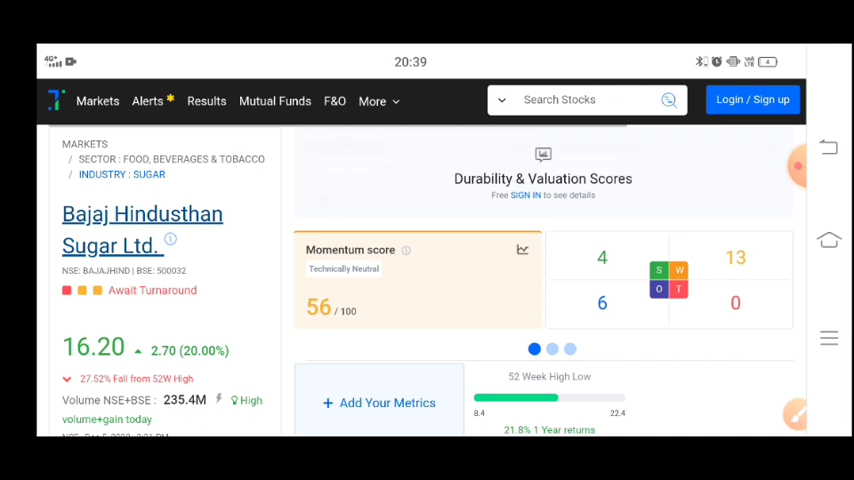 4G+
20:39
VoI LTE
4
Markets Alerts Results Mutual Funds F&O More
Search Stocks
Login / Sign up
MARKETS
/ SECTOR : FOOD, BEVERAGES & TOBACCO
/ INDUSTRY : SUGAR
Bajaj Hindusthan
Sugar Ltd.
NSE: BAJAJHIND | BSE: 500032
Await Turnaround
16.20 2.70 (20.00%)
27.52% Fall from 52W High
Volume NSE+BSE : 235.4M High
volume+gain today
Durability & Valuation Scores
Free SIGN IN to see details
Momentum score
Technically Neutral
56 / 100
4 13
S W
O T
6 0
+ Add Your Metrics
52 Week High Low
8.4 22.4
21.8% 1 Year returns